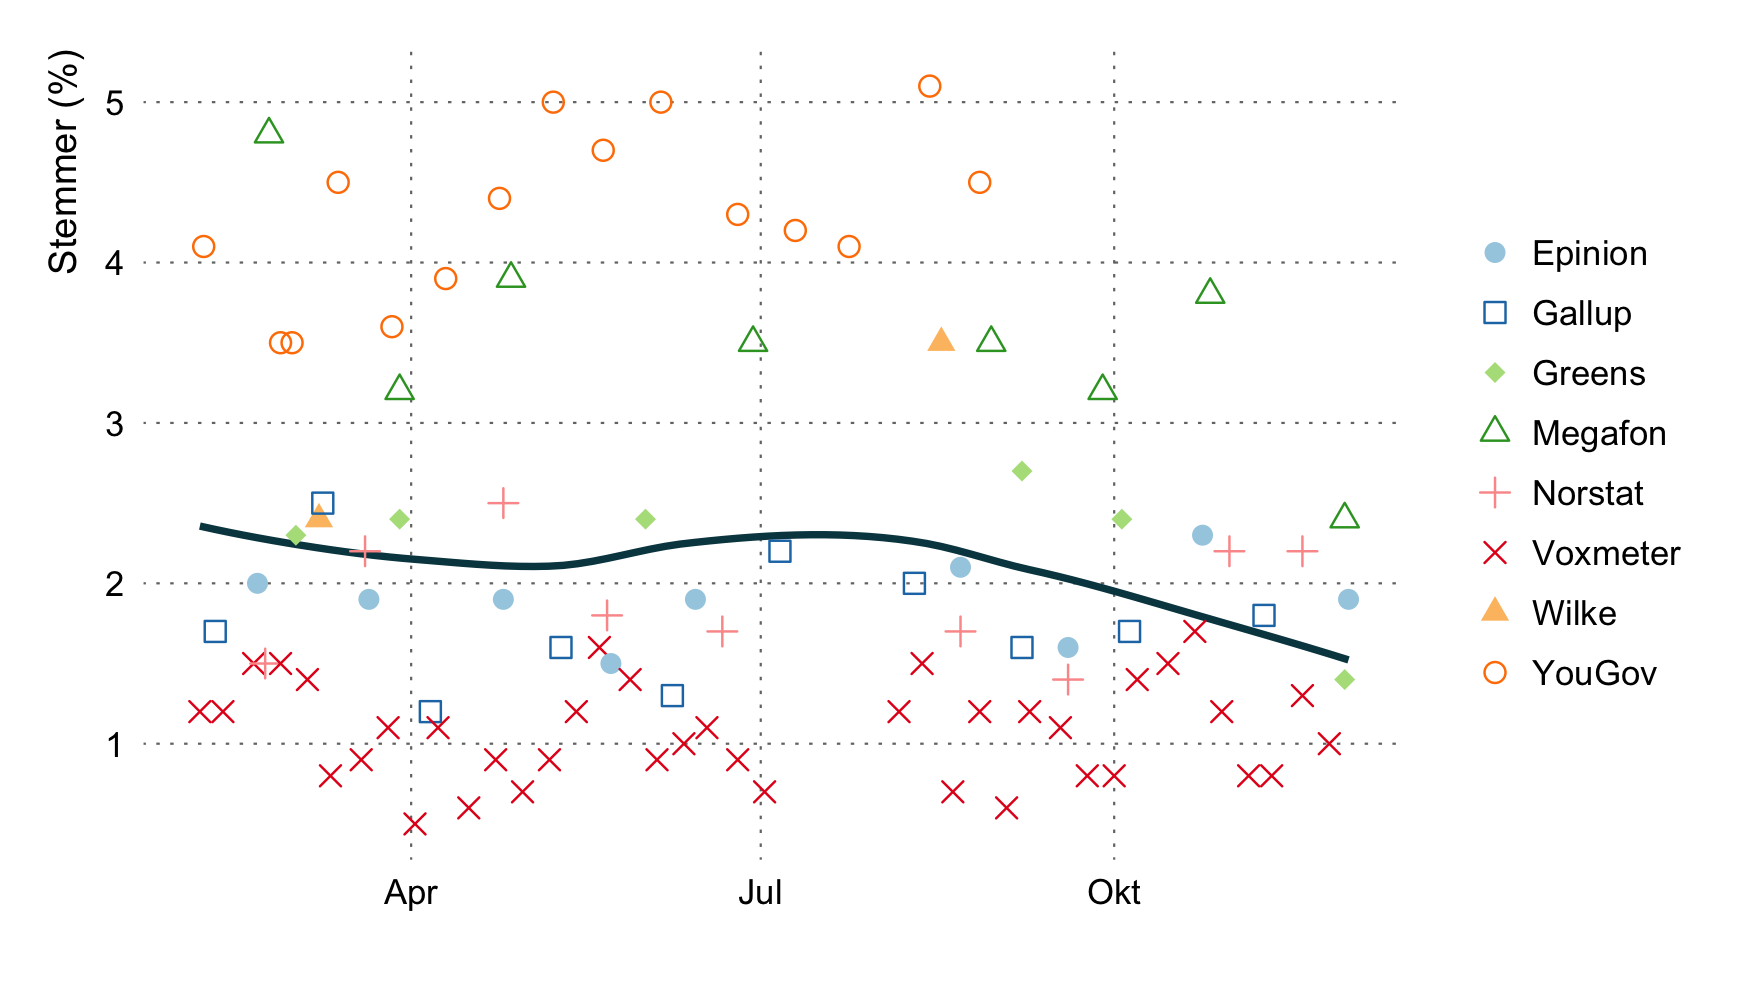 Stemmer (%)
5
4
3
2
1
Apr
Jul
Okt
Epinion
Gallup
Greens
Megafon
Norstat
Voxmeter
Wilke
YouGov